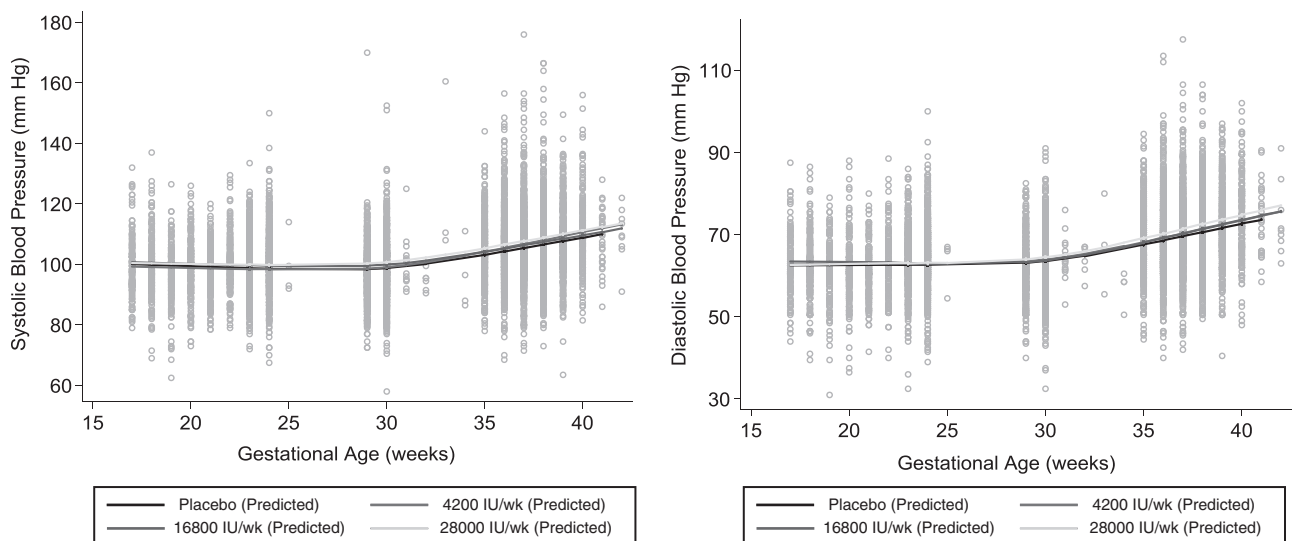 Systolic Blood Pressure (mm Hg)
180
160
140
120
100
80
60
15 20 25 30 35 40
Gestational Age (weeks)
Placebo (Predicted) 4200 IU/wk (Predicted)
16800 IU/wk (Predicted) 28000 IU/wk (Predicted)
Diastolic Blood Pressure (mm Hg)
110
90
70
50
30
15 20 25 30 35 40
Gestational Age (weeks)
Placebo (Predicted) 4200 IU/wk (Predicted)
16800 IU/wk (Predicted) 28000 IU/wk (Predicted)